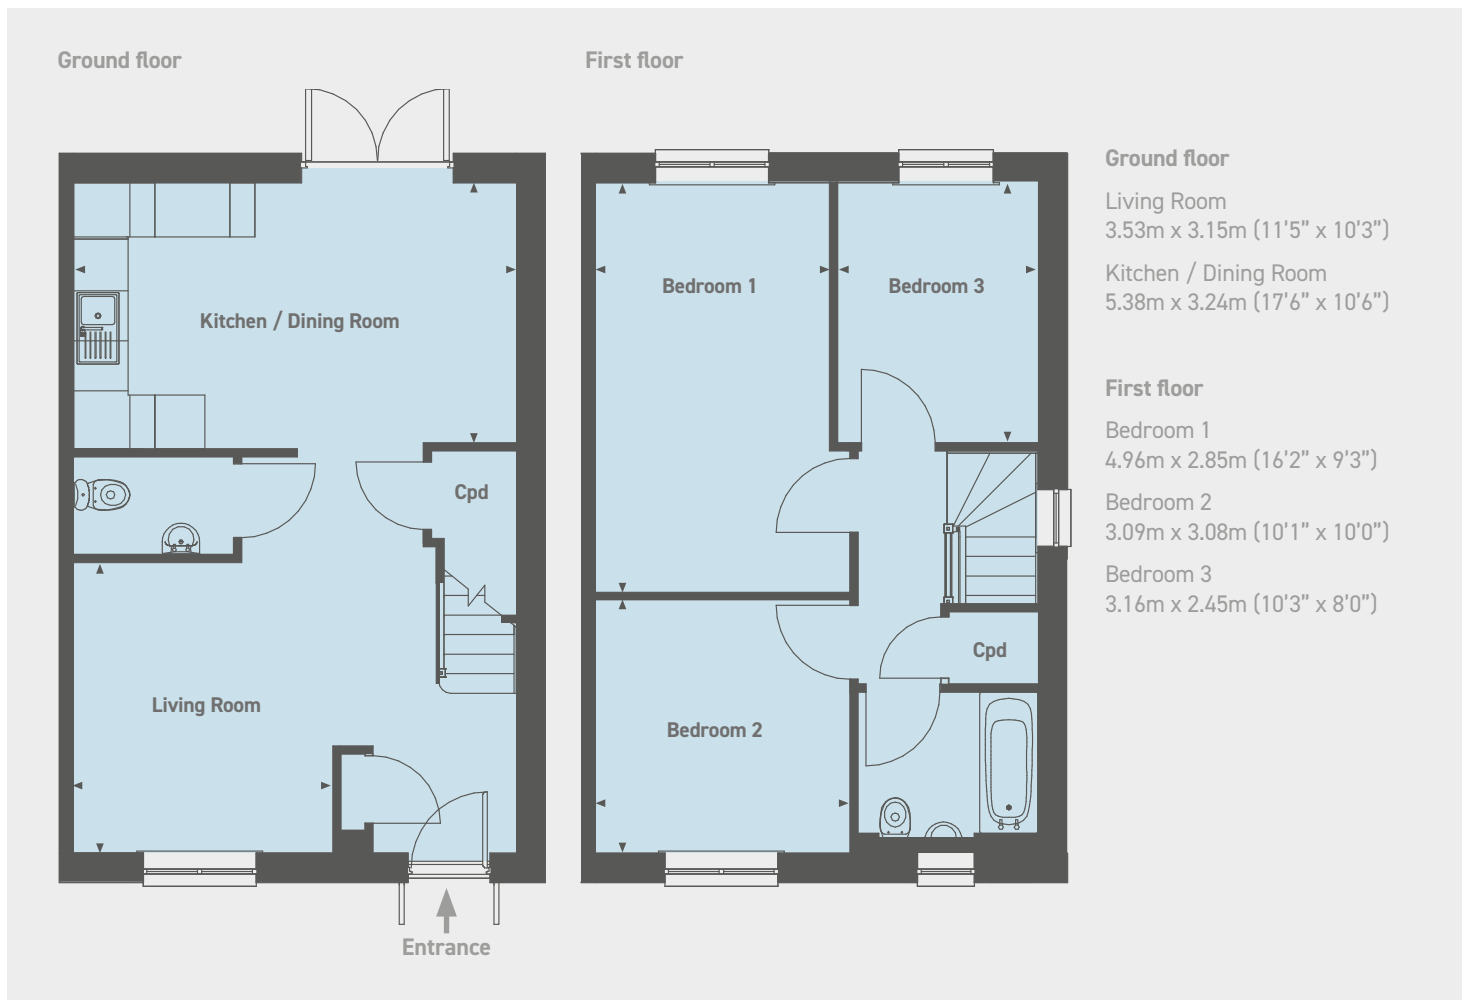 Ground floor
First floor
Kitchen / Dining Room
Cpd
Living Room
Entrance
Bedroom 1
Bedroom 3
Cpd
Bedroom 2
Ground floor
Living Room
3.53m x 3.15m (11’5” x 10’3”)
Kitchen / Dining Room
5.38m x 3.24m (17’6” x 10’6”)
First floor
Bedroom 1
4.96m x 2.85m (16’2” x 9’3”)
Bedroom 2
3.09m x 3.08m (10’1” x 10’0”)
Bedroom 3
3.16m x 2.45m (10’3” x 8’0”)